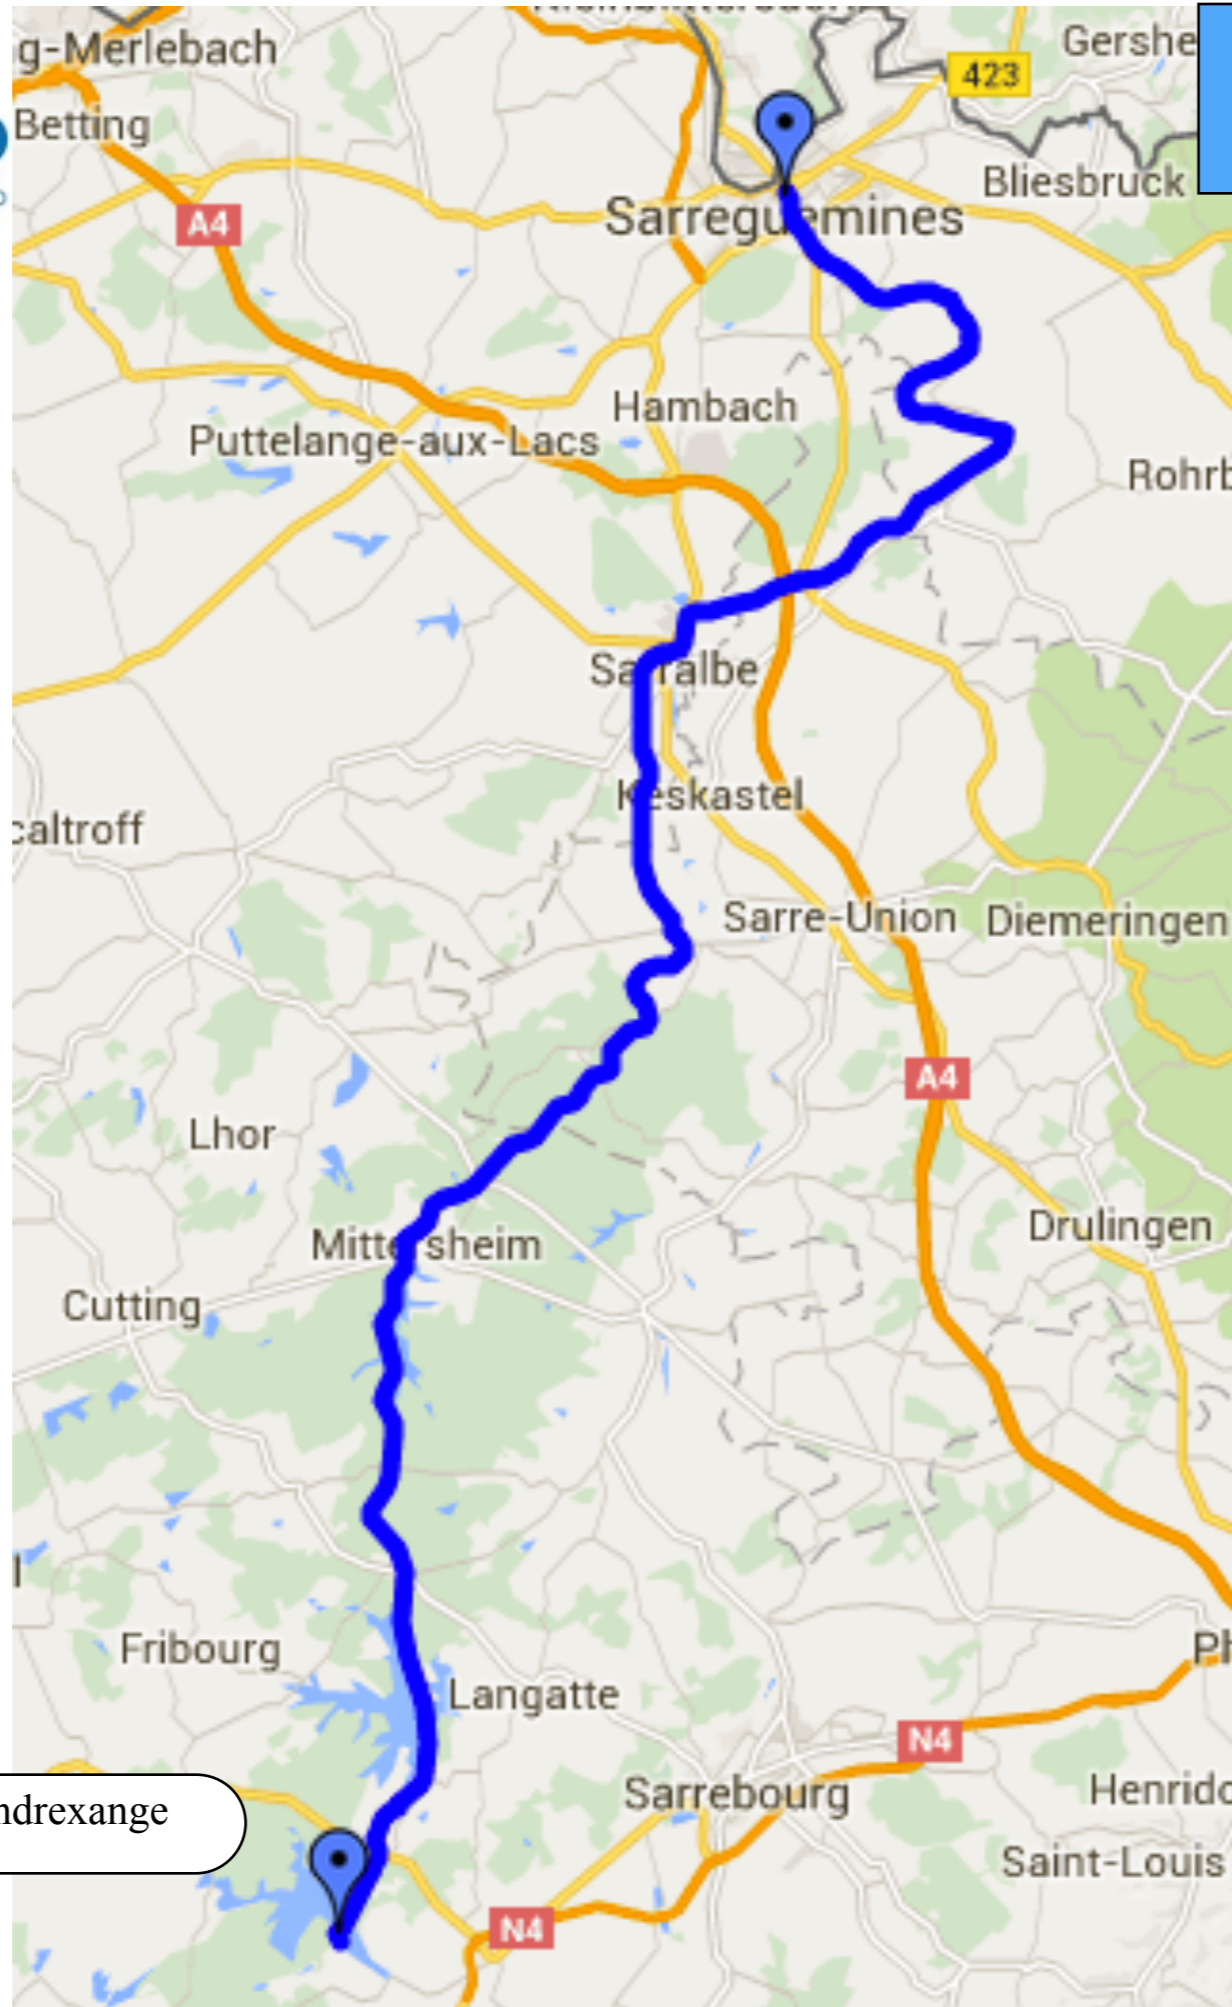 g-Merlebach
Gershe
423
Betting
Bliesbruck
A4
Sarreguemines
Hambach
Puttelange-aux-Lacs
Rohrb
Sarralbe
Keskastel
caltroff
Sarre-Union
Diemeringen
A4
Lhor
Drulingen
Mittersheim
Cutting
Fribourg
Ph
Langatte
N4
Sarrebourg
Henrido
ndrexange
Saint-Louis
N4